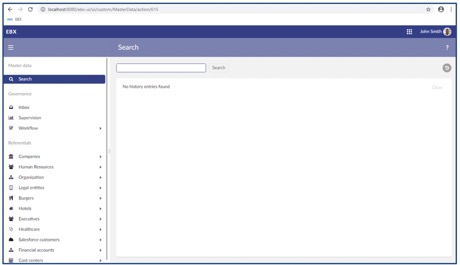 localhost:8080/ebx-ui/ui/custom/MasterData/action/615
EBX
EBX
John Smith
Search
?
Master data
Search
Search
Governance
No history entries found
Clear
Inbox
Supervision
Workflow
Referentials
Companies
Human Resources
Organisation
Legal entities
Burgers
Hotels
Executives
Healthcare
Salesforce customers
Financial accounts
Cost centers